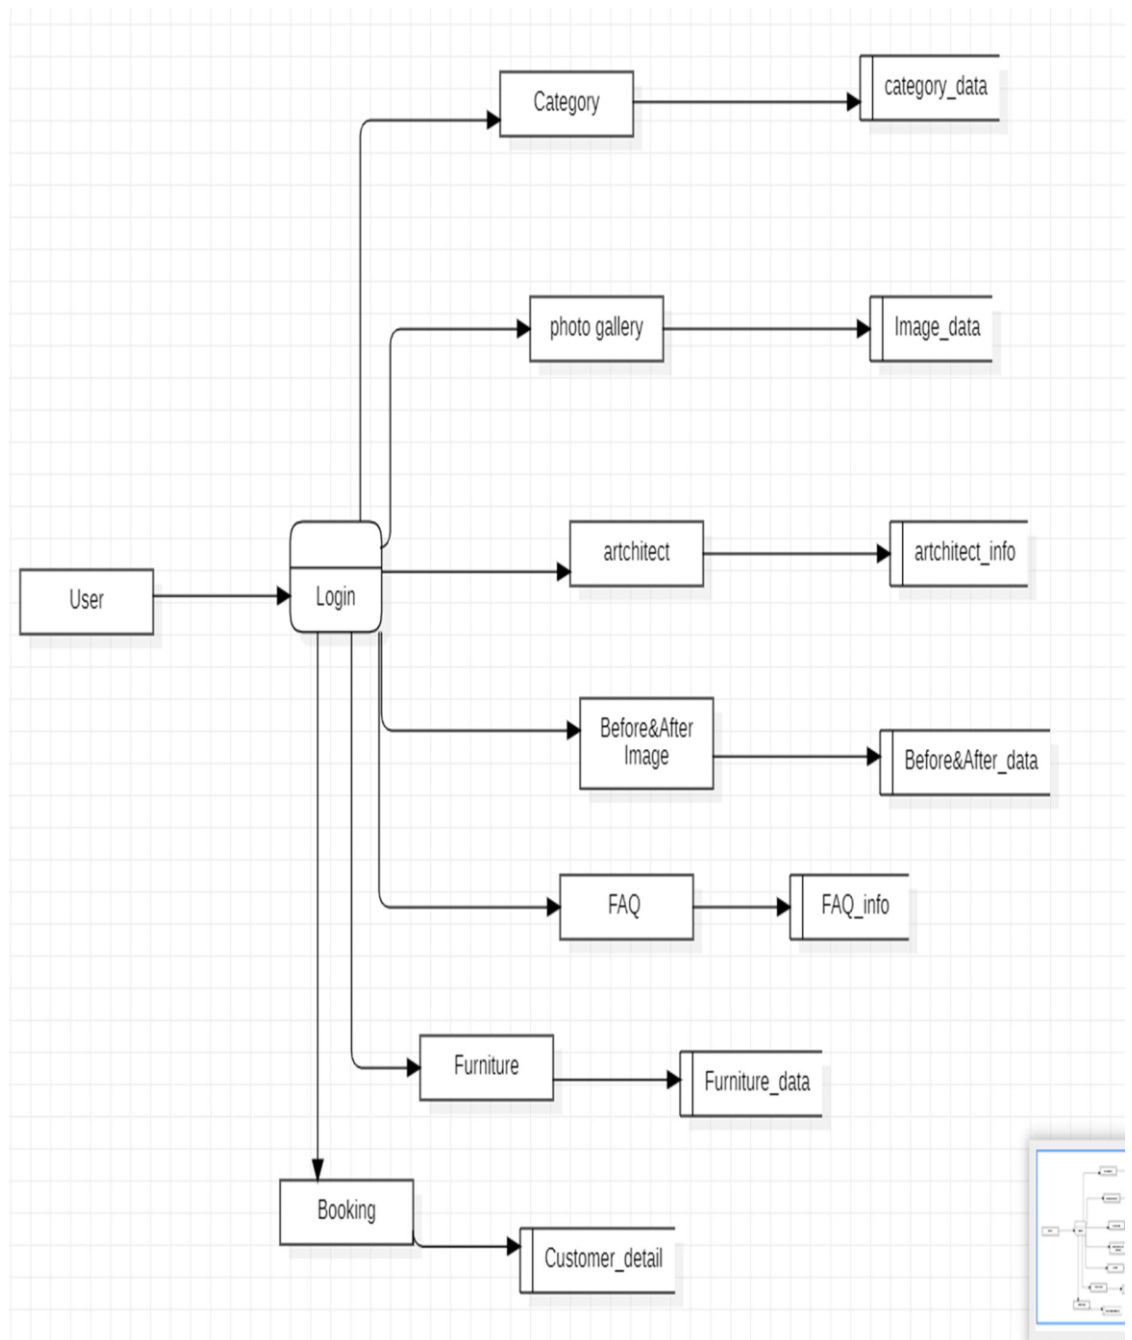 Category
category_data
photo gallery
Image_data
artchitect
artchitect_info
User
Login
Before&After
Image
Before&After_data
FAQ
FAQ_info
Furniture
Furniture_data
Booking
Customer_detail